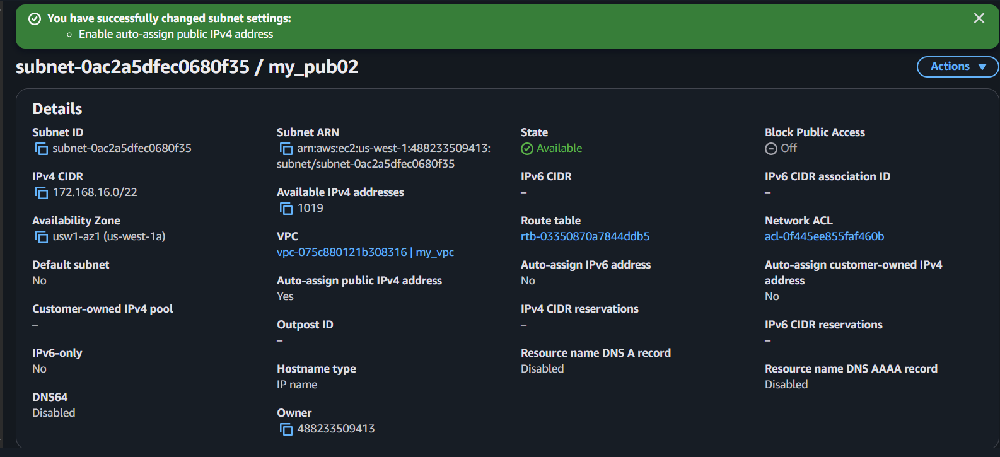 You have successfully changed subnet settings:
Enable auto-assign public IPv4 address
subnet-0ac2a5dfec0680f35 / my_pub02
Actions
Details
Subnet ID
subnet-0ac2a5dfec0680f35
IPv4 CIDR
172.168.16.0/22
Availability Zone
usw1-az1 (us-west-1a)
Default subnet
No
Customer-owned IPv4 pool
–
IPv6-only
No
DNS64
Disabled
Subnet ARN
arn:aws:ec2:us-west-1:488233509413:
subnet/subnet-0ac2a5dfec0680f35
Available IPv4 addresses
1019
VPC
vpc-075c880121b308316 | my_vpc
Auto-assign public IPv4 address
Yes
Outpost ID
–
Hostname type
IP name
Owner
488233509413
State
Available
IPv6 CIDR
–
Route table
rtb-03350870a7844ddb5
Auto-assign IPv6 address
No
IPv4 CIDR reservations
–
Resource name DNS A record
Disabled
Block Public Access
Off
IPv6 CIDR association ID
–
Network ACL
acl-0f445ee855faf460b
Auto-assign customer-owned IPv4
address
No
IPv6 CIDR reservations
–
Resource name DNS AAAA record
Disabled